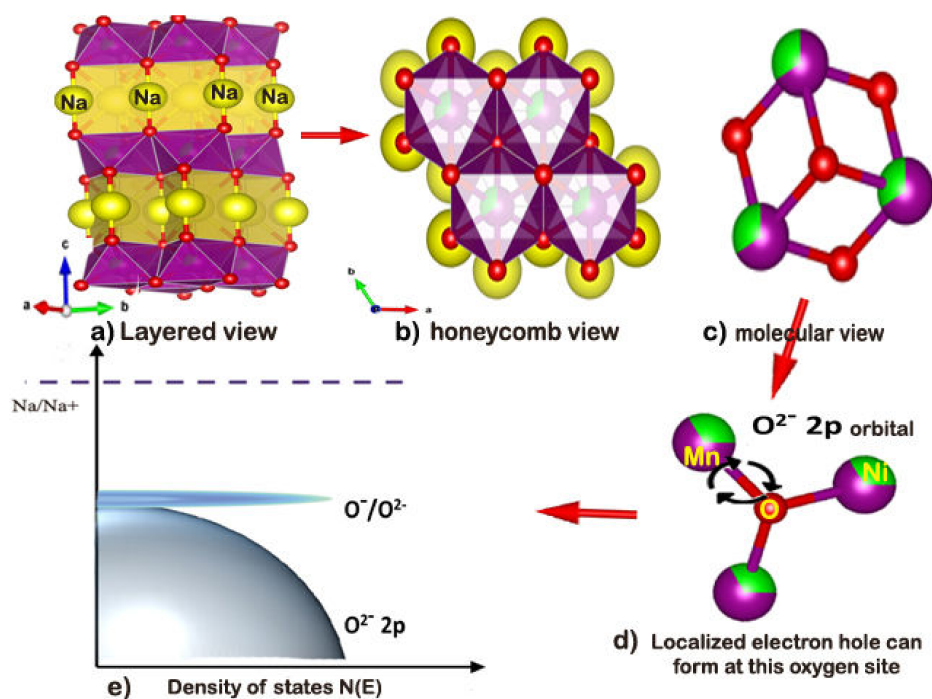 Na Na Na Na
c
a b
a) Layered view
b
a
b) honeycomb view
c) molecular view
Na/Na+
O⁻/O²⁻
O²⁻ 2p
e) Density of states N(E)
O²⁻ 2p orbital
Mn
Ni
O
d) Localized electron hole can
form at this oxygen site